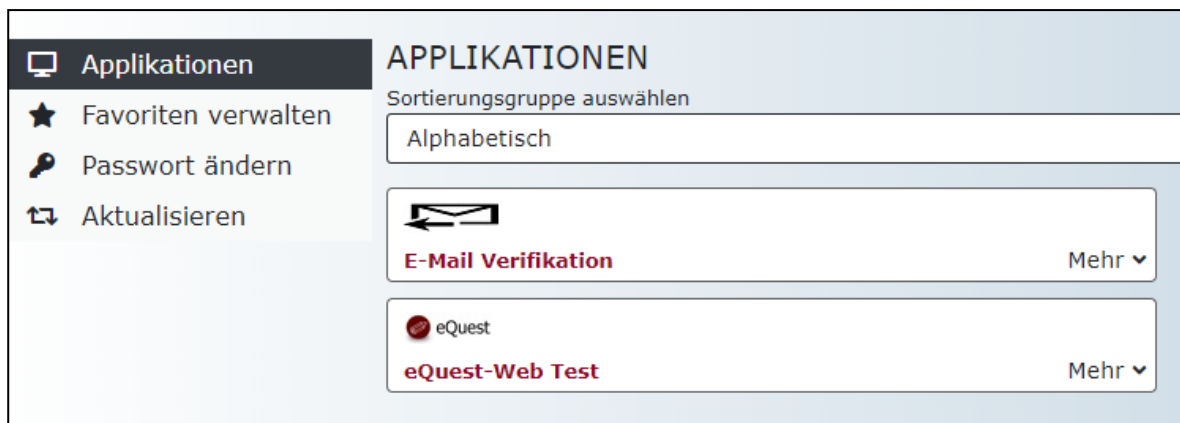 Applikationen
Favoriten verwalten
Passwort ändern
Aktualisieren
APPLIKATIONEN
Sortierungsgruppe auswählen
Alphabetisch
E-Mail Verifikation Mehr
eQuest
eQuest-Web Test Mehr